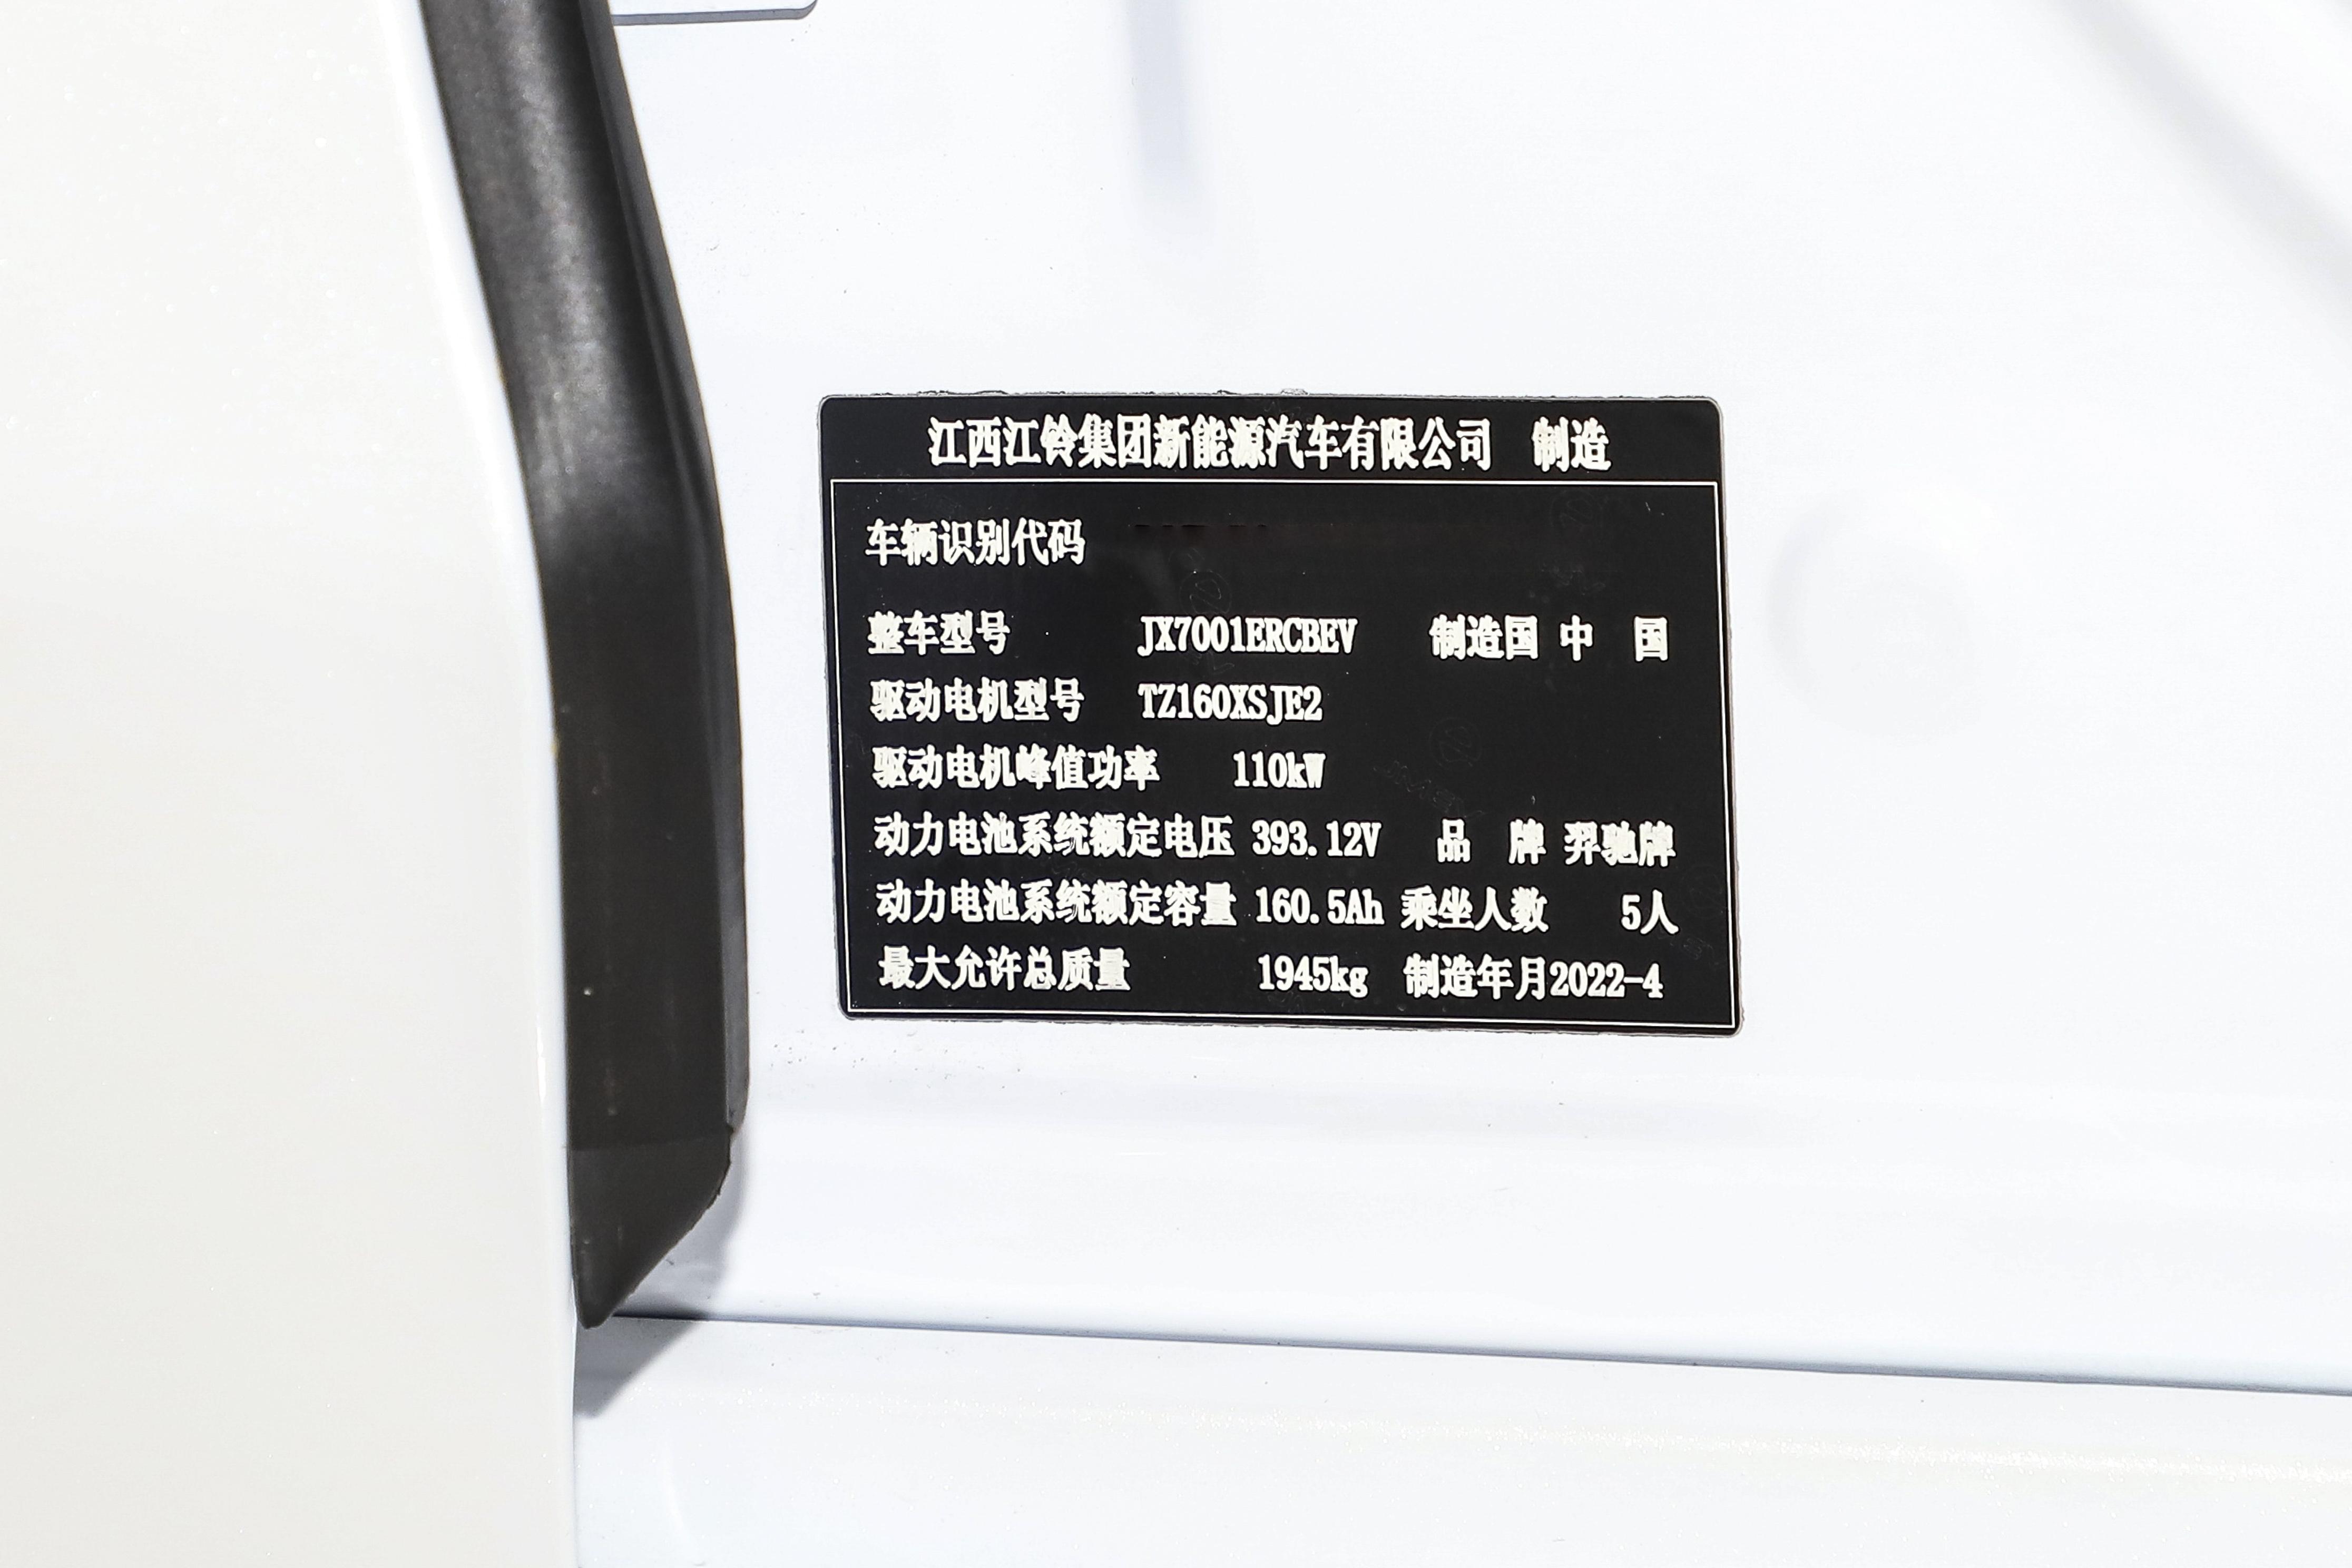 江西江铃集团新能源汽车有限公司 制造
车辆识别代码
整车型号 JX7001ERCBEV 制造国 中 国
驱动电机型号 TZ160XSJE2
驱动电机峰值功率 110kW
动力电池系统额定电压 393.12V 品 牌 羿驰牌
动力电池系统额定容量 160.5Ah 乘坐人数 5人
最大允许总质量 1945kg 制造年月2022-4